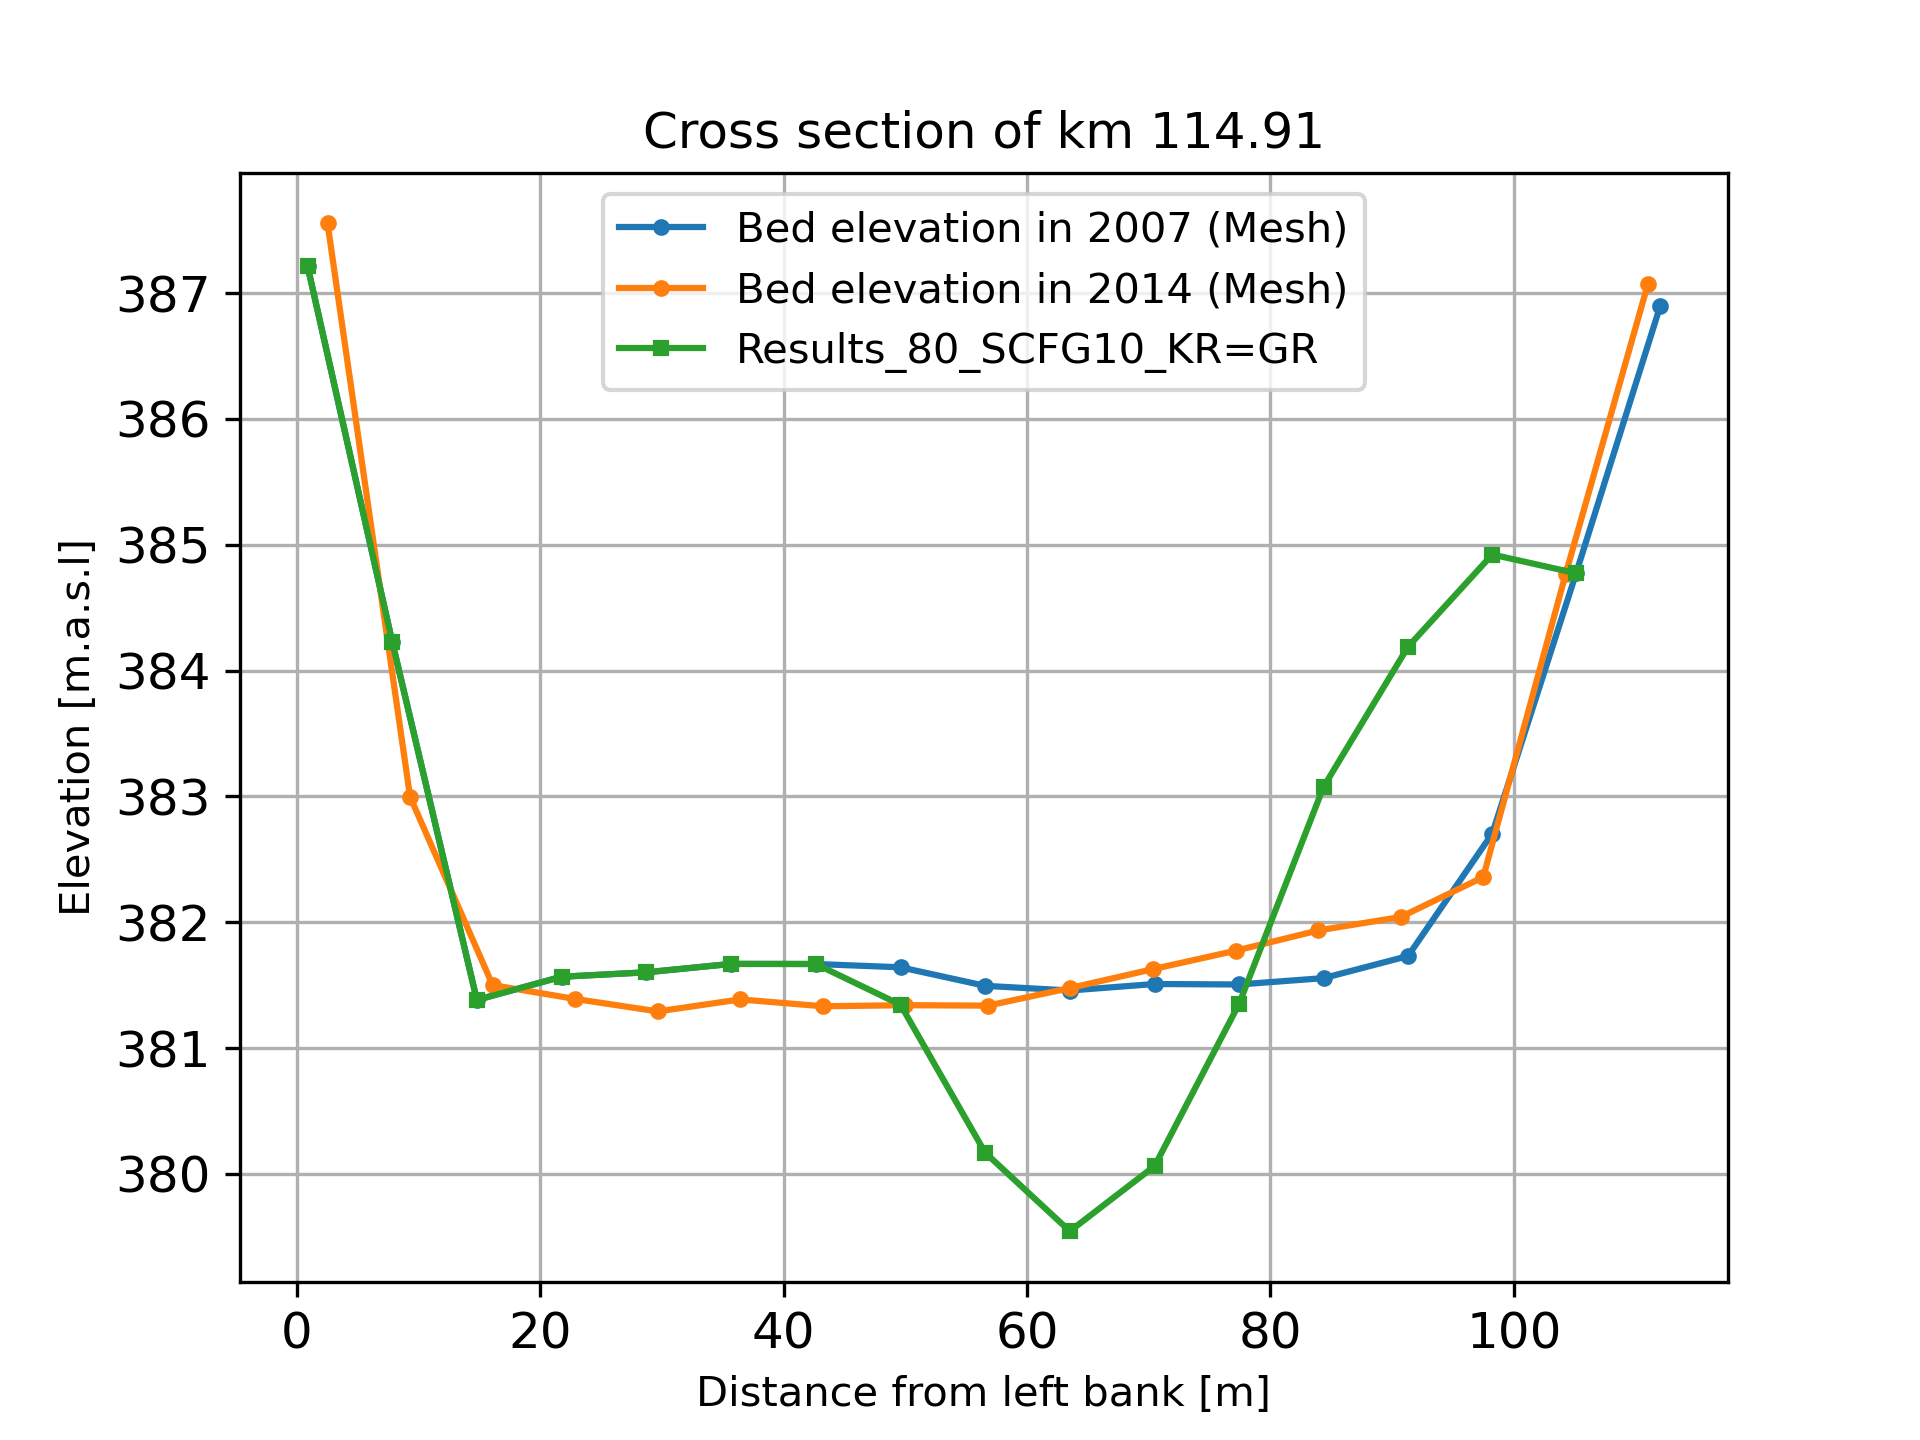 Cross section of km 114.91
Bed elevation in 2007 (Mesh)
Bed elevation in 2014 (Mesh)
Results_80_SCFG10_KR=GR
Elevation [m.a.s.l]
387
386
385
384
383
382
381
380
0 20 40 60 80 100
Distance from left bank [m]